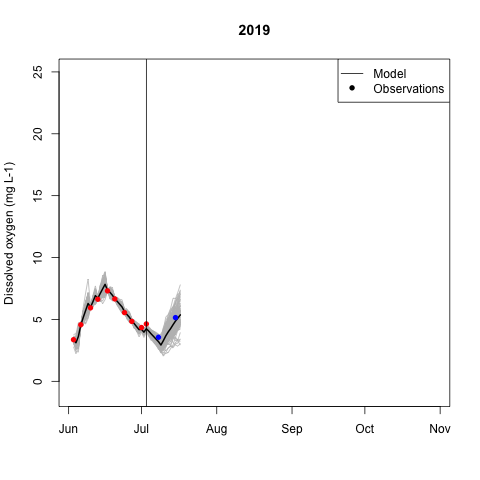 2019
Model
Observations
Dissolved oxygen (mg L-1)
25
20
15
10
5
0
Jun Jul Aug Sep Oct Nov